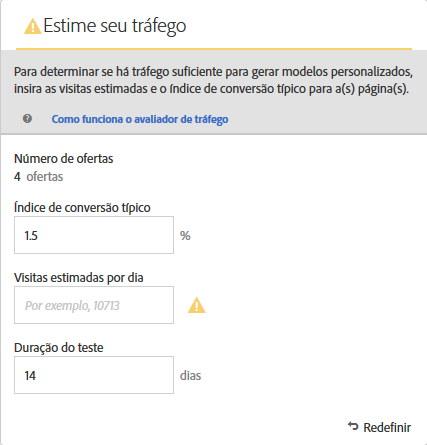 Estime seu tráfego
Para determinar se há tráfego suficiente para gerar modelos personalizados,
insira as visitas estimadas e o índice de conversão típico para a(s) página(s).
Como funciona o avaliador de tráfego
Número de ofertas
4 ofertas
Índice de conversão típico
1.5 %
Visitas estimadas por dia
Por exemplo, 10713
Duração do teste
14 dias
Redefinir